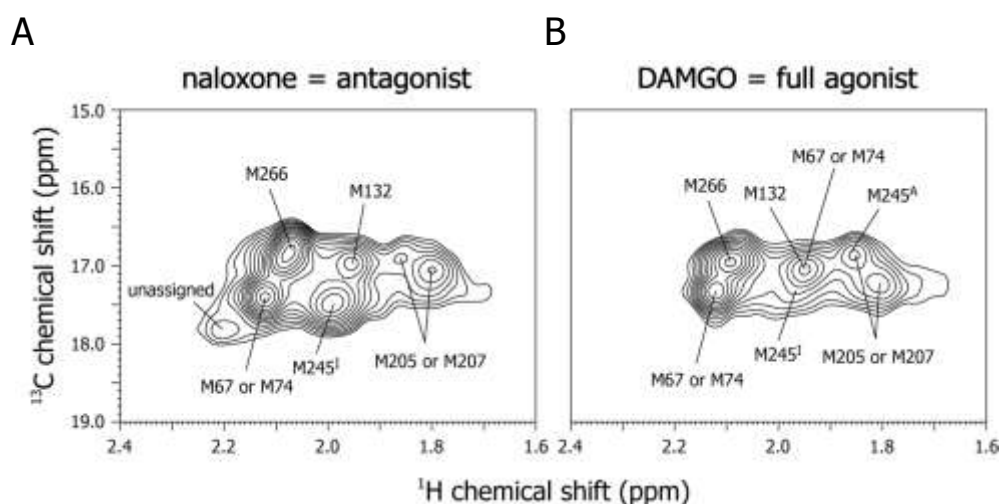 A
B
naloxone = antagonist
DAMGO = full agonist
15.0
16.0
17.0
18.0
19.0
¹³C chemical shift (ppm)
M266
M132
unassigned
M67 or M74
M245ᴵ
M205 or M207
M67 or M74
M266
M132
M245ᴬ
M245ᴵ
M205 or M207
M67 or M74
2.4
2.2
2.0
1.8
1.6
2.4
2.2
2.0
1.8
1.6
¹H chemical shift (ppm)